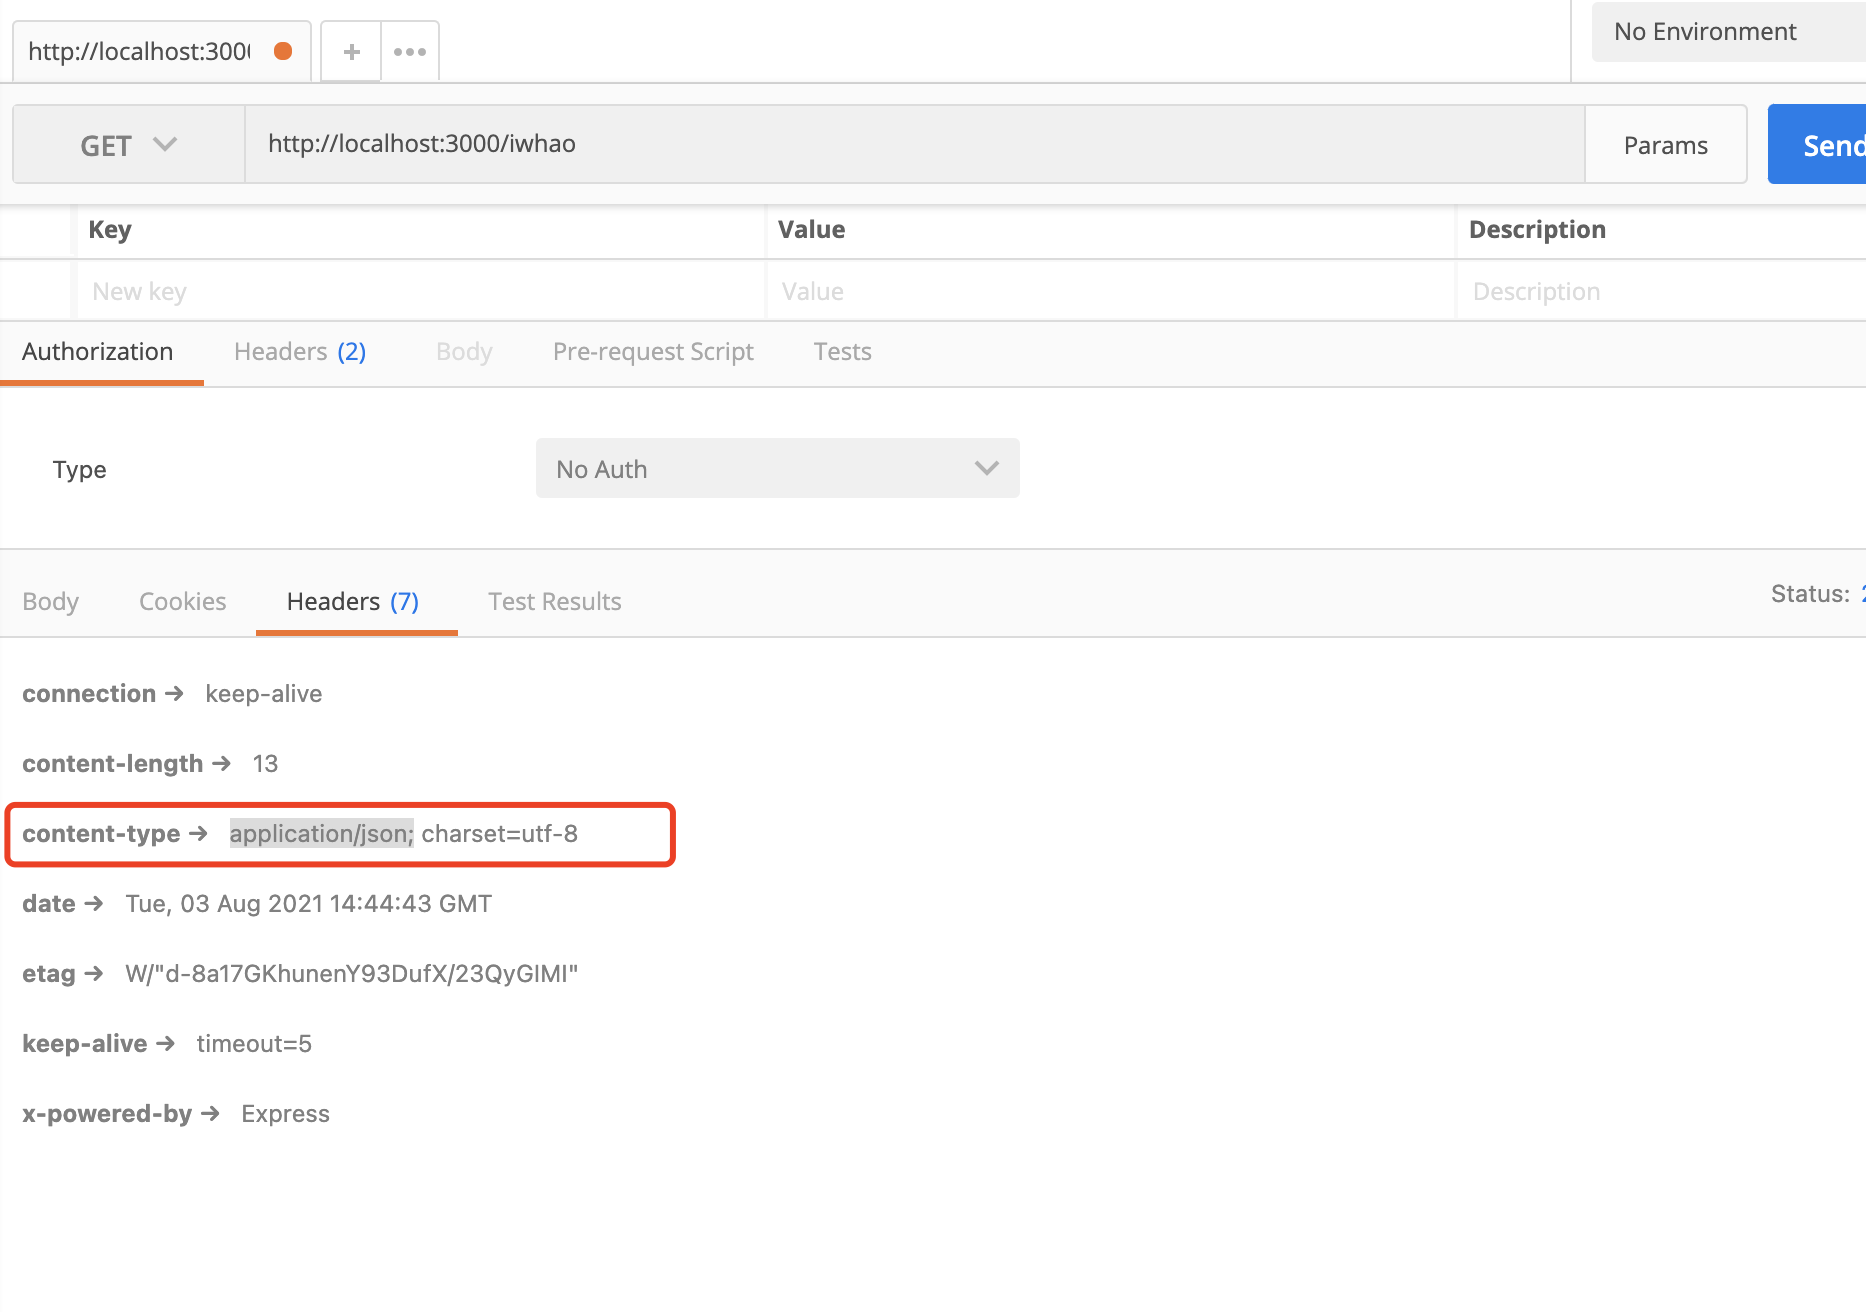 http://localhost:300
No Environment
GET http://localhost:3000/iwhao Params Send
Key Value Description
New key Value Description
Authorization Headers (2) Body Pre-request Script Tests
Type No Auth
Body Cookies Headers (7) Test Results Status: 2
connection → keep-alive
content-length → 13
content-type → application/json; charset=utf-8
date → Tue, 03 Aug 2021 14:44:43 GMT
etag → W/"d-8a17GKhunenY93DufX/23QyGIMI"
keep-alive → timeout=5
x-powered-by → Express